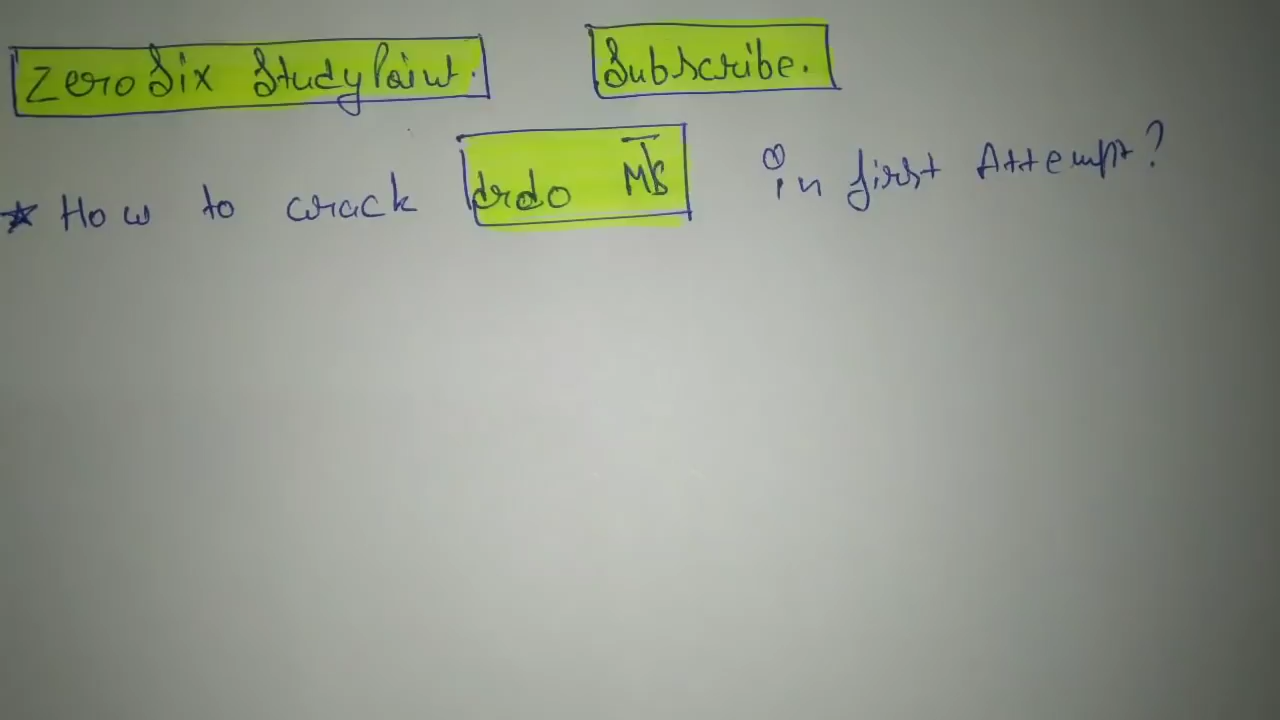 Zero Six Study Point. Subscribe.
★ How to crack drdo MTS in first Attempt?